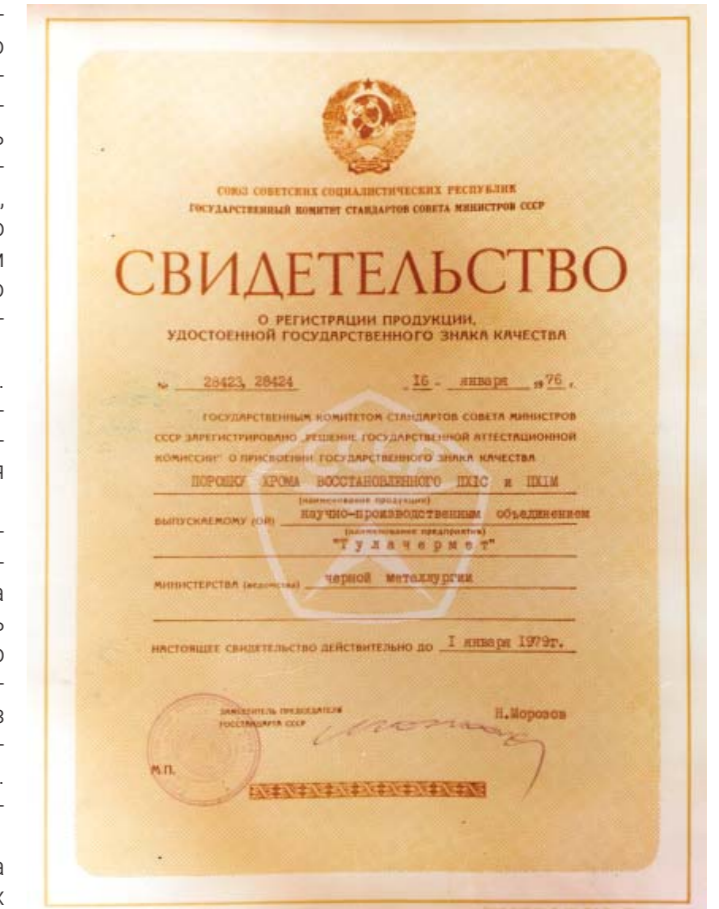 СОЮЗ СОВЕТСКИХ СОЦИАЛИСТИЧЕСКИХ РЕСПУБЛИК
ГОСУДАРСТВЕННЫЙ КОМИТЕТ СТАНДАРТОВ СОВЕТА МИНИСТРОВ СССР
СВИДЕТЕЛЬСТВО
О РЕГИСТРАЦИИ ПРОДУКЦИИ,
УДОСТОЕННОЙ ГОСУДАРСТВЕННОГО ЗНАКА КАЧЕСТВА
№ 28423, 28424 16 - января 1976 г.
ГОСУДАРСТВЕННЫМ КОМИТЕТОМ СТАНДАРТОВ СОВЕТА МИНИСТРОВ
СССР ЗАРЕГИСТРИРОВАНО „РЕШЕНИЕ ГОСУДАРСТВЕННОЙ АТТЕСТАЦИОННОЙ
КОМИССИИ" О ПРИСВОЕНИИ ГОСУДАРСТВЕННОГО ЗНАКА КАЧЕСТВА
ПОРОШКУ ХРОМА ВОССТАНОВЛЕННОГО ПХ1С и ПХ1М
(наименование продукции)
ВЫПУСКАЕМОМУ (ОЙ) научно-производственным объединением
(наименование предприятия)
"Тулачермет"
МИНИСТЕРСТВА (ведомства) черной металлургии
НАСТОЯЩЕЕ СВИДЕТЕЛЬСТВО ДЕЙСТВИТЕЛЬНО ДО I января 1979г.
ЗАМЕСТИТЕЛЬ ПРЕДСЕДАТЕЛЯ
ГОССТАНДАРТА СССР
Н.Морозов
М.П.